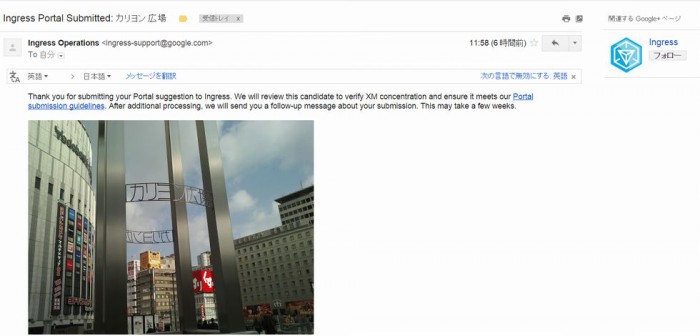 Ingress Portal Submitted: カリヨン 広場
受信トレイ x
Ingress Operations <ingress-support@google.com>
To 自分
11:58 (6 時間前)
英語
日本語
メッセージを翻訳
次の言語で無効にする: 英語 x
Thank you for submitting your Portal suggestion to Ingress. We will review this candidate to verify XM concentration and ensure it meets our Portal
submission guidelines. After additional processing, we will send you a follow-up message about your submission. This may take a few weeks.
カリヨン広場
関連する Google+ ページ
Ingress
フォロー